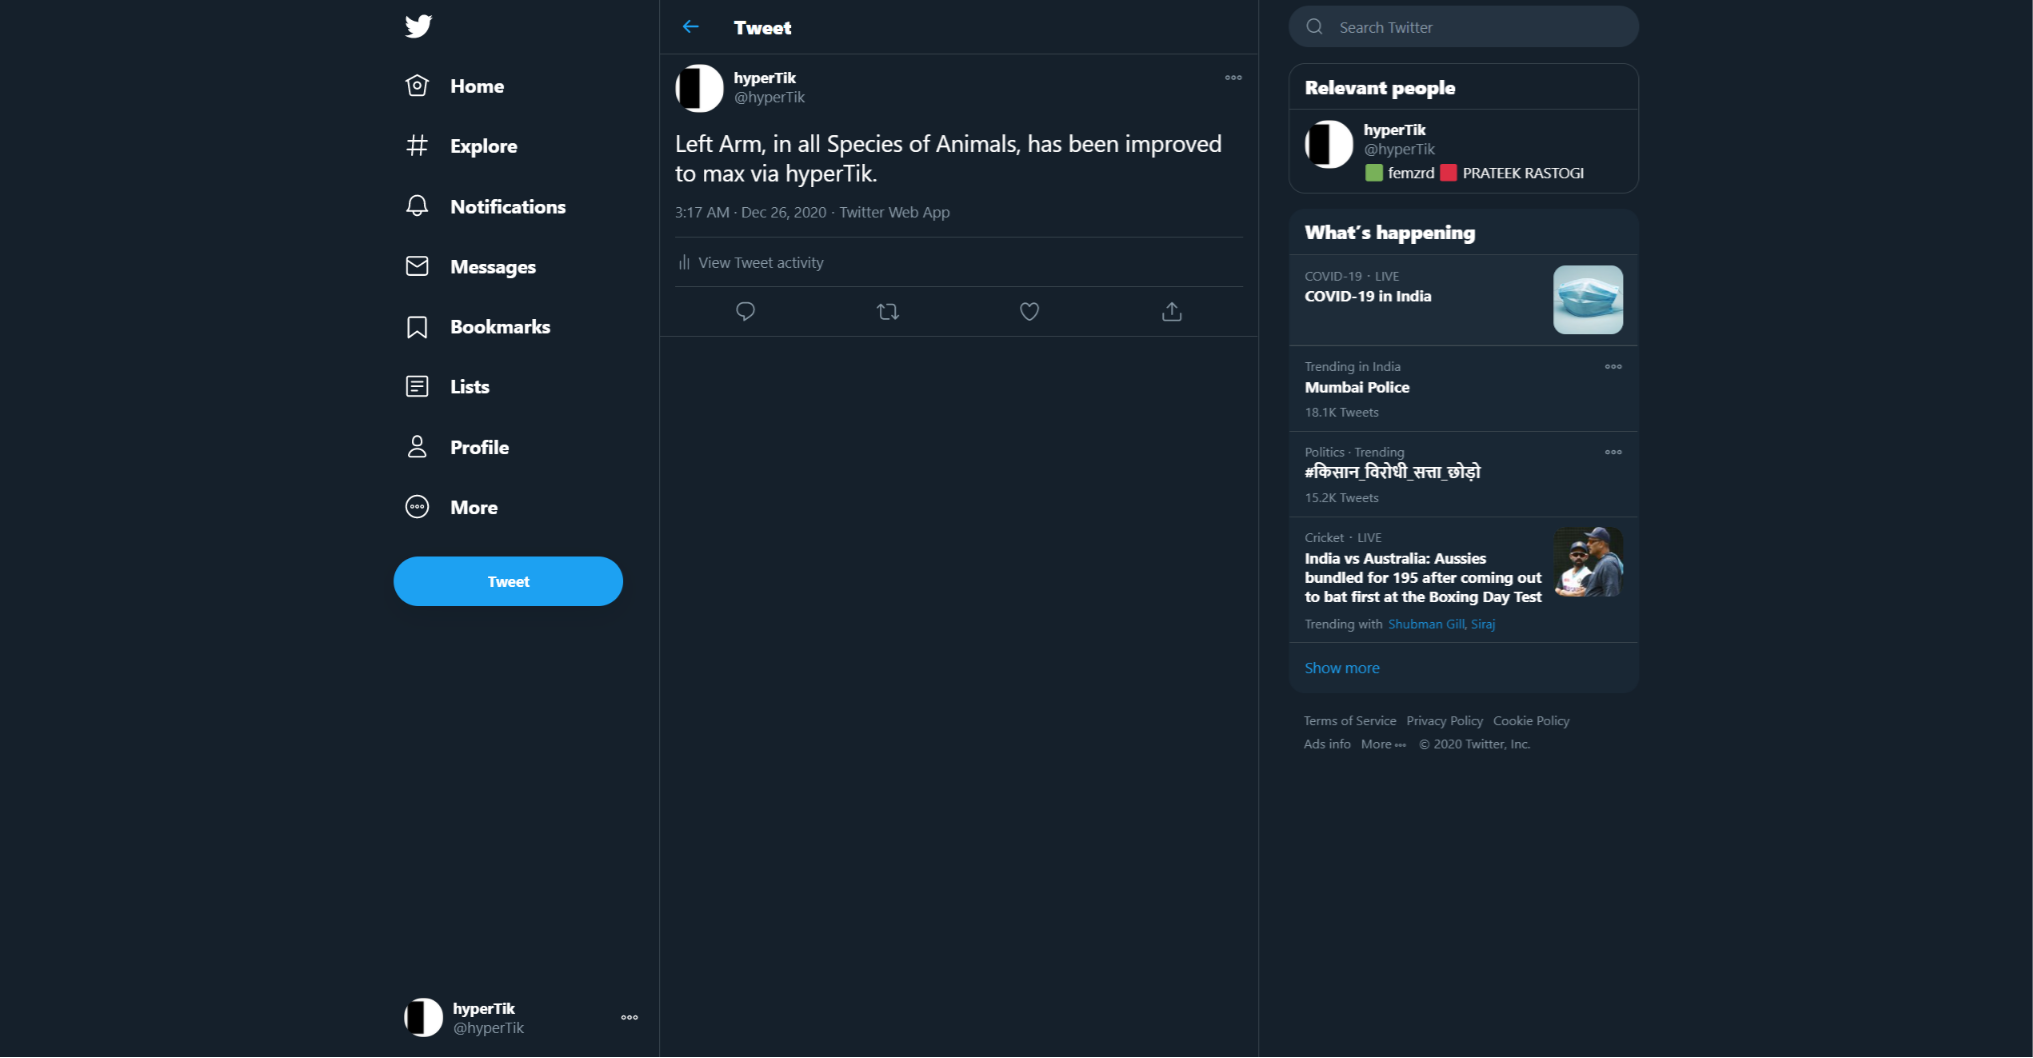 Home
Explore
Notifications
Messages
Bookmarks
Lists
Profile
More
Tweet
hyperTik
@hyperTik
Tweet
hyperTik
@hyperTik
Left Arm, in all Species of Animals, has been improved
to max via hyperTik.
3:17 AM · Dec 26, 2020 · Twitter Web App
View Tweet activity
Search Twitter
Relevant people
hyperTik
@hyperTik
femzrd PRATEEK RASTOGI
What's happening
COVID-19 · LIVE
COVID-19 in India
Trending in India
Mumbai Police
18.1K Tweets
Politics · Trending
#किसान_विरोधी_सत्ता_छोड़ो
15.2K Tweets
Cricket · LIVE
India vs Australia: Aussies
bundled for 195 after coming out
to bat first at the Boxing Day Test
Trending with Shubman Gill, Siraj
Show more
Terms of Service Privacy Policy Cookie Policy
Ads info More © 2020 Twitter, Inc.